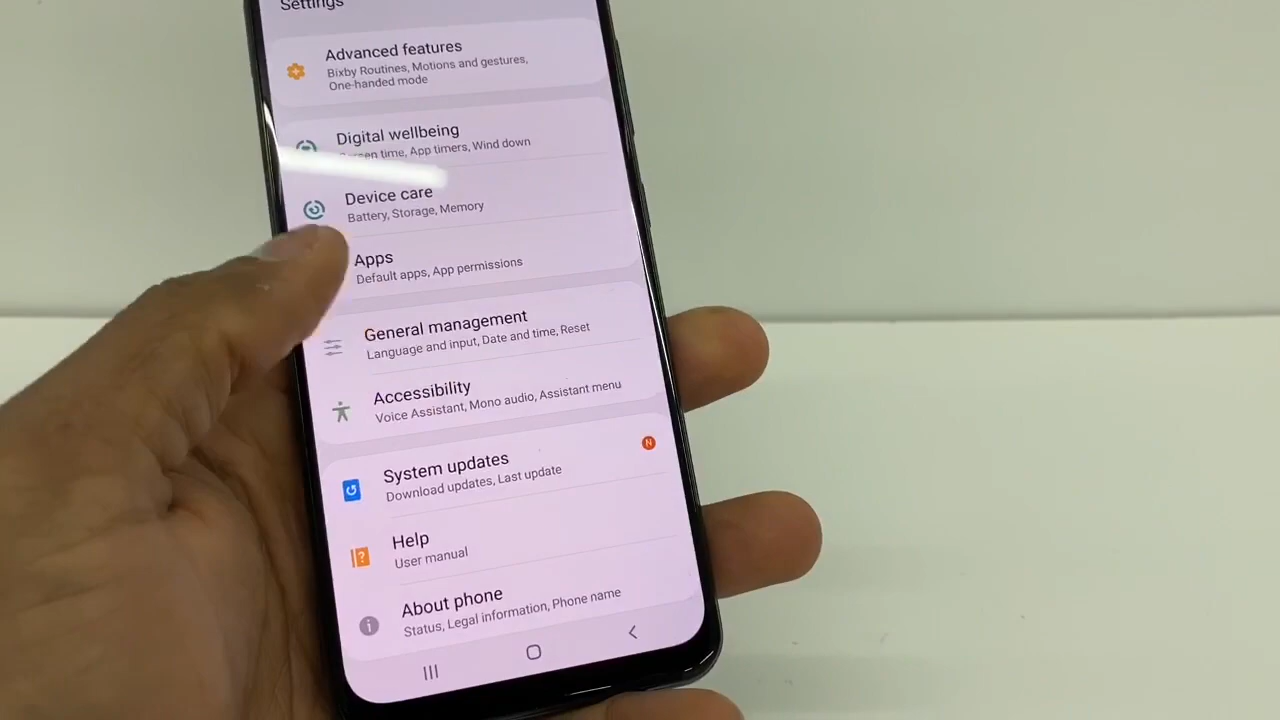 Settings
Advanced features
Bixby Routines, Motions and gestures,
One-handed mode
Digital wellbeing
Screen time, App timers, Wind down
Device care
Battery, Storage, Memory
Apps
Default apps, App permissions
General management
Language and input, Date and time, Reset
Accessibility
Voice Assistant, Mono audio, Assistant menu
System updates
N
Download updates, Last update
Help
User manual
About phone
Status, Legal information, Phone name